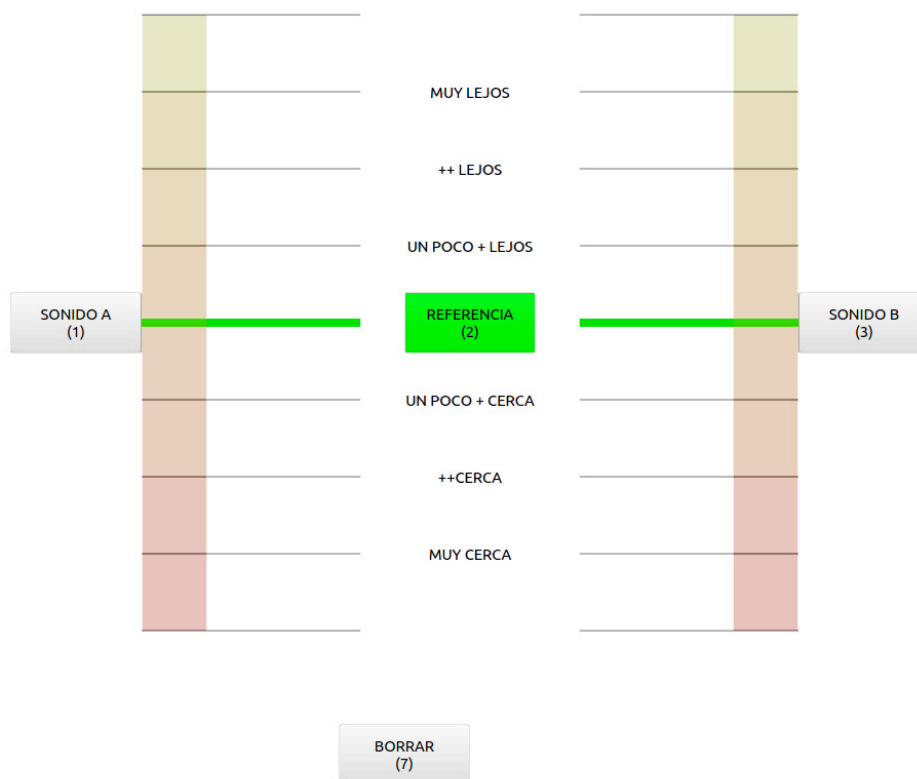 MUY LEJOS
++ LEJOS
UN POCO + LEJOS
SONIDO A
(1)
REFERENCIA
(2)
SONIDO B
(3)
UN POCO + CERCA
++CERCA
MUY CERCA
BORRAR
(7)